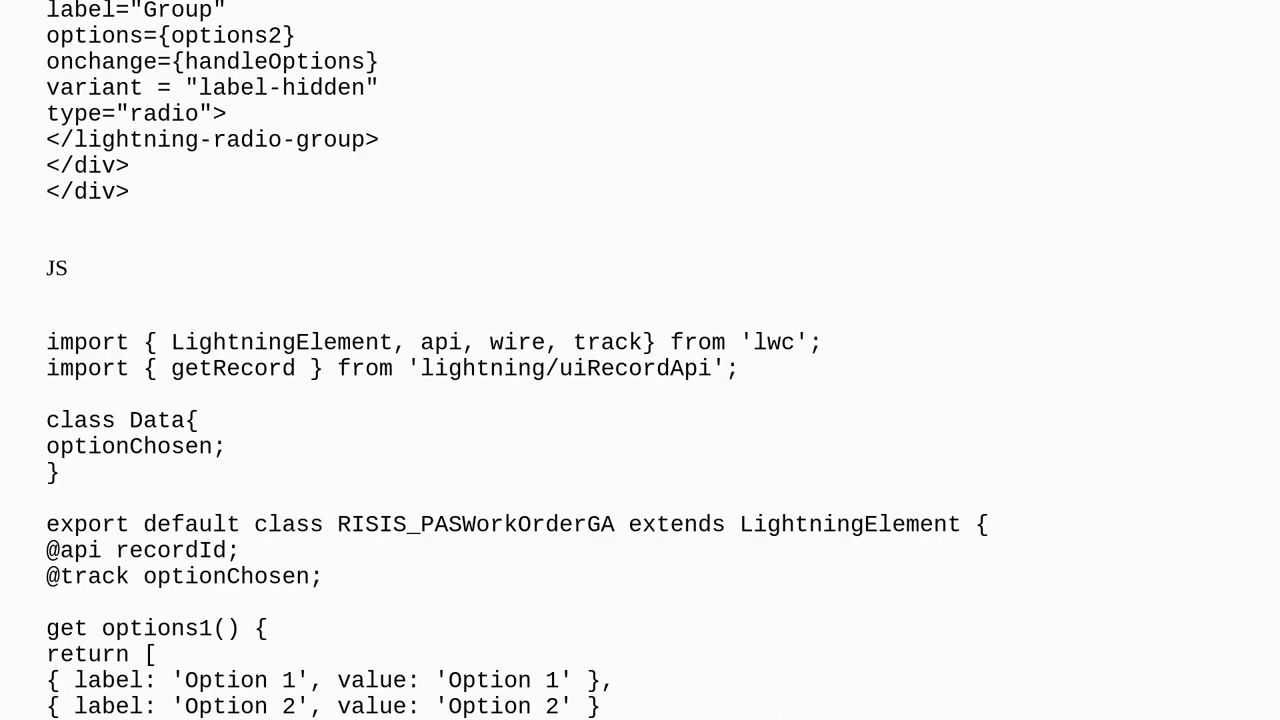 label="Group"
options={options2}
onchange={handleOptions}
variant = "label-hidden"
type="radio">
</lightning-radio-group>
</div>
</div>
JS
import { LightningElement, api, wire, track} from 'lwc';
import { getRecord } from 'lightning/uiRecordApi';
class Data{
optionChosen;
}
export default class RISIS_PASWorkOrderGA extends LightningElement {
@api recordId;
@track optionChosen;
get options1() {
return [
{ label: 'Option 1', value: 'Option 1' },
{ label: 'Option 2', value: 'Option 2' }